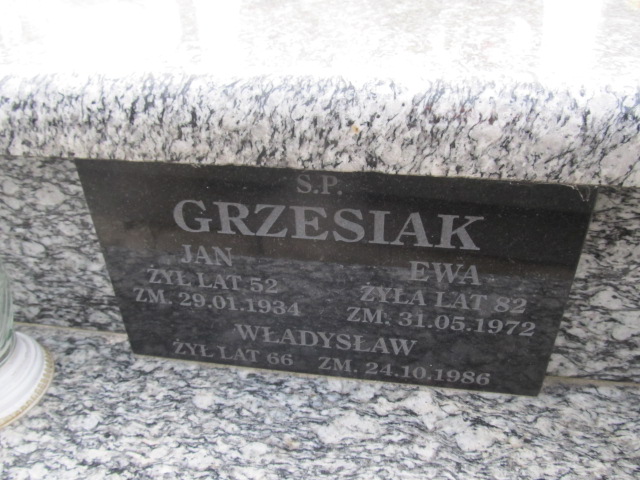 Ś.P.
GRZESIAK
JAN
ŻYŁ LAT 52
ZM. 29.01.1934
EWA
ŻYŁA LAT 82
ZM. 31.05.1972
WŁADYSŁAW
ŻYŁ LAT 66 ZM. 24.10.1986